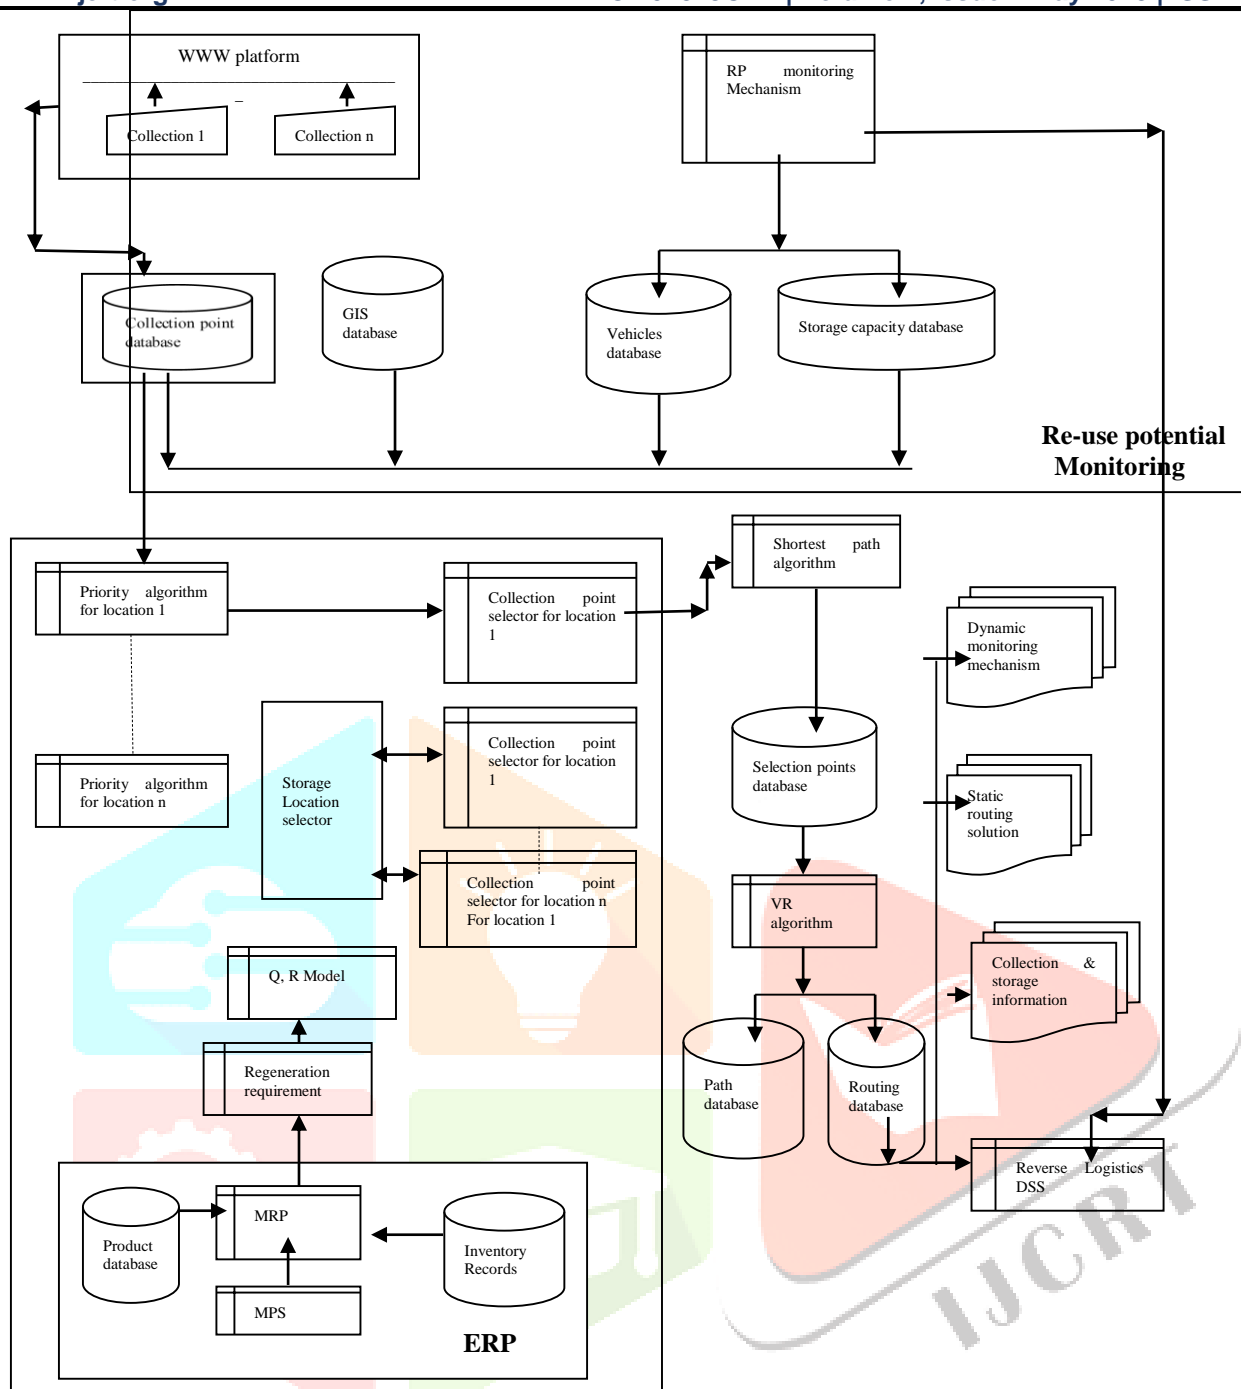 WWW platform
Collection 1
Collection n
RP monitoring
Mechanism
Collection point
database
GIS
database
Vehicles
database
Storage capacity database
Re-use potential
Monitoring
Priority algorithm
for location 1
Collection point
selector for location
1
Shortest path
algorithm
Dynamic
monitoring
mechanism
Priority algorithm
for location n
Storage
Location
selector
Collection point
selector for location
1
Selection points
database
Static
routing
solution
Collection point
selector for location n
For location 1
VR
algorithm
Q, R Model
Collection &
storage
information
Regeneration
requirement
Path
database
Routing
database
Reverse Logistics
DSS
Product
database
MRP
Inventory
Records
MPS
ERP
IJCRT